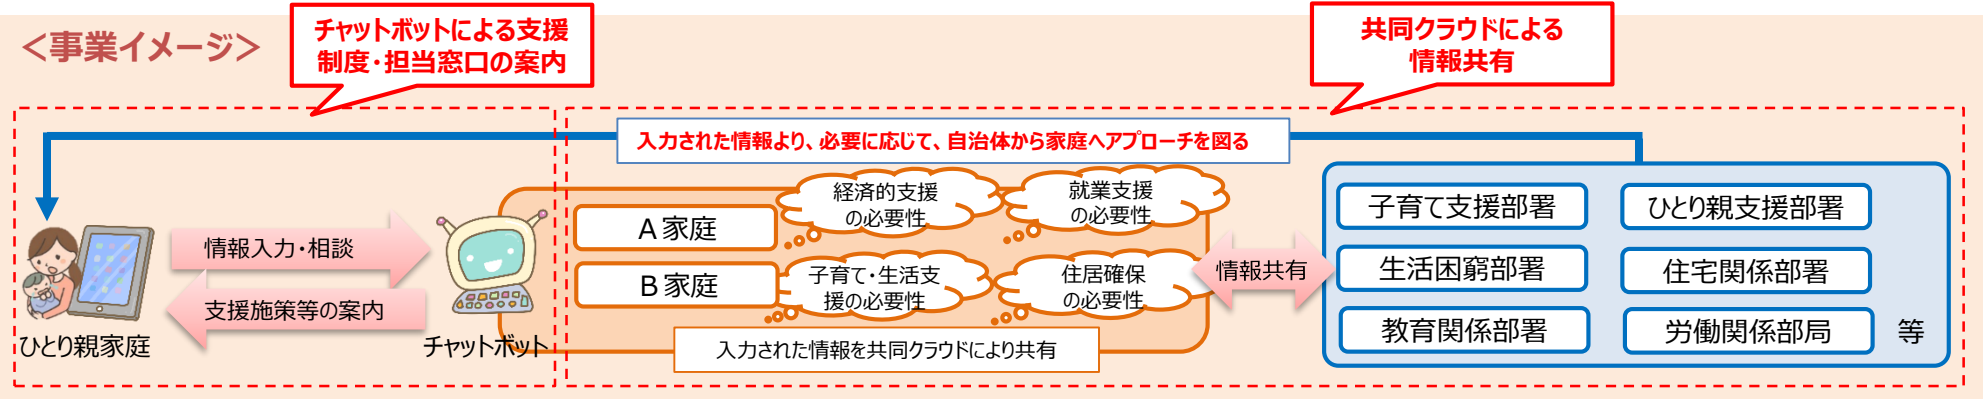 ＜事業イメージ＞
チャットボットによる支援
制度・担当窓口の案内
共同クラウドによる
情報共有
入力された情報より、必要に応じて、自治体から家庭へアプローチを図る
ひとり親家庭
情報入力・相談
支援施策等の案内
チャットボット
Ａ家庭
Ｂ家庭
経済的支援
の必要性
就業支援
の必要性
子育て・生活支
援の必要性
住居確保
の必要性
入力された情報を共同クラウドにより共有
情報共有
子育て支援部署
ひとり親支援部署
生活困窮部署
住宅関係部署
教育関係部署
労働関係部局
等